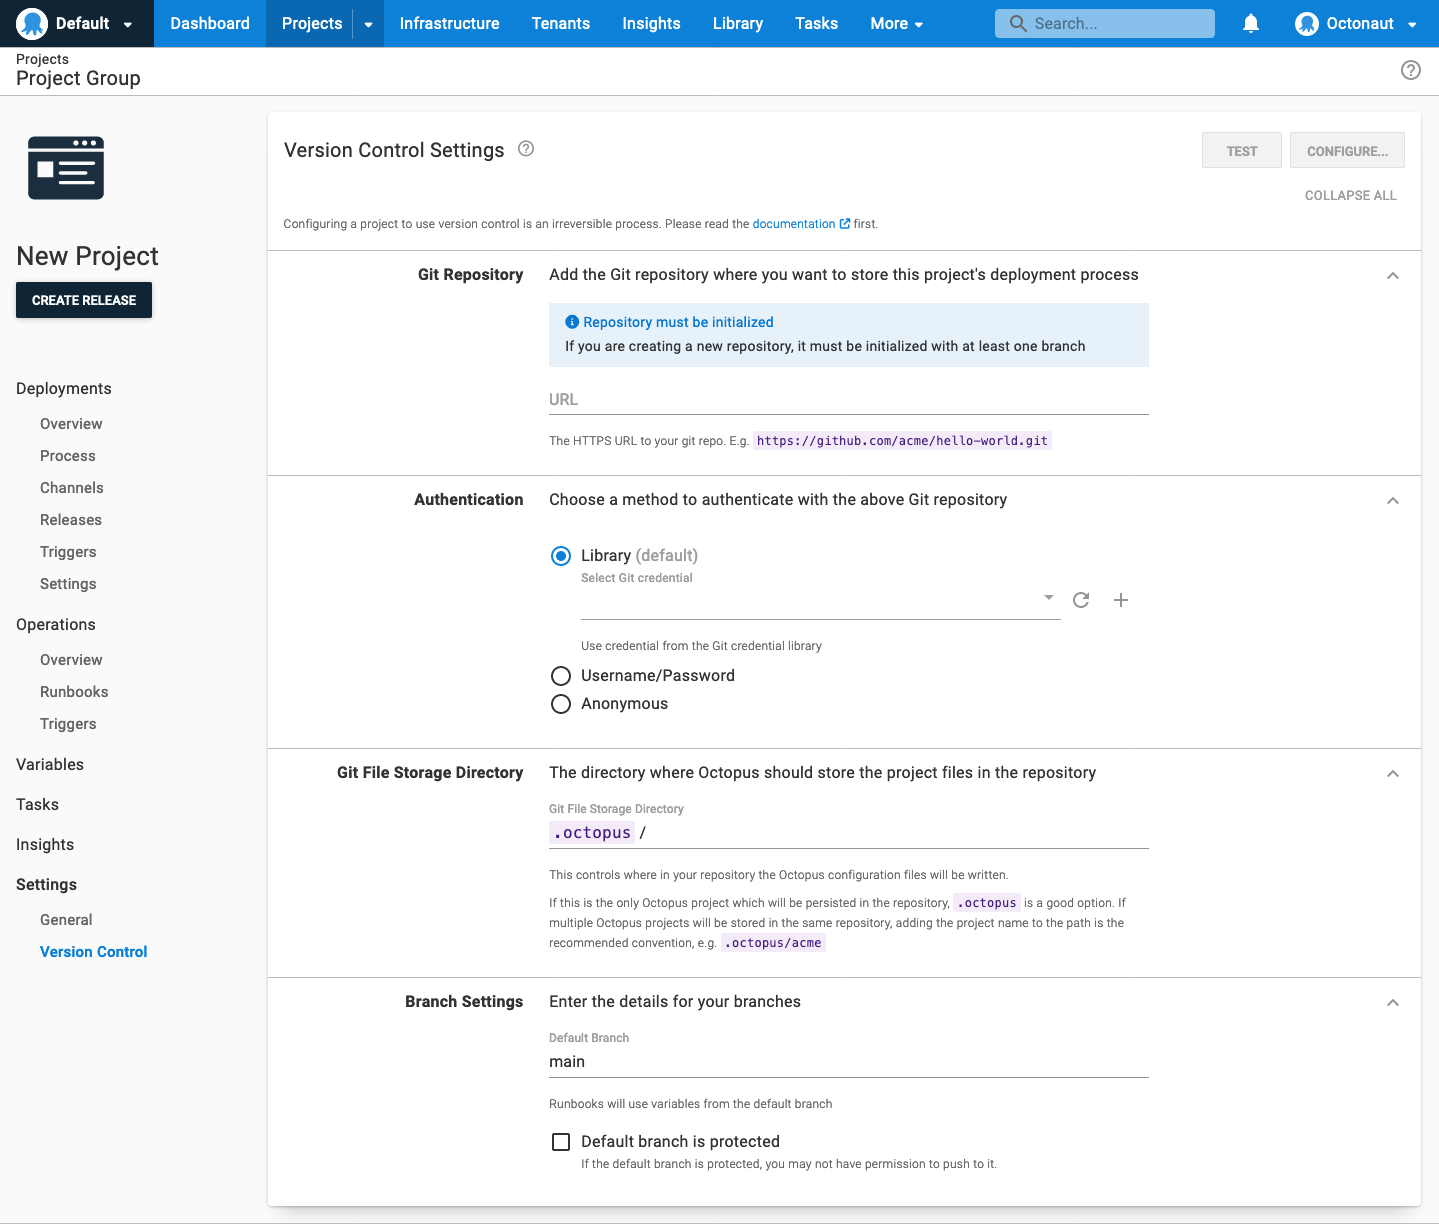 Default
Dashboard
Projects
Infrastructure
Tenants
Insights
Library
Tasks
More
Search...
Octonaut
Projects
Project Group
New Project
CREATE RELEASE
Deployments
Overview
Process
Channels
Releases
Triggers
Settings
Operations
Overview
Runbooks
Triggers
Variables
Tasks
Insights
Settings
General
Version Control
Version Control Settings
TEST
CONFIGURE...
COLLAPSE ALL
Configuring a project to use version control is an irreversible process. Please read the documentation first.
Git Repository
Add the Git repository where you want to store this project's deployment process
Repository must be initialized
If you are creating a new repository, it must be initialized with at least one branch
URL
The HTTPS URL to your git repo. E.g. https://github.com/acme/hello-world.git
Authentication
Choose a method to authenticate with the above Git repository
Library (default)
Select Git credential
Use credential from the Git credential library
Username/Password
Anonymous
Git File Storage Directory
The directory where Octopus should store the project files in the repository
Git File Storage Directory
.octopus /
This controls where in your repository the Octopus configuration files will be written.
If this is the only Octopus project which will be persisted in the repository, .octopus is a good option. If
multiple Octopus projects will be stored in the same repository, adding the project name to the path is the
recommended convention, e.g. .octopus/acme
Branch Settings
Enter the details for your branches
Default Branch
main
Runbooks will use variables from the default branch
Default branch is protected
If the default branch is protected, you may not have permission to push to it.